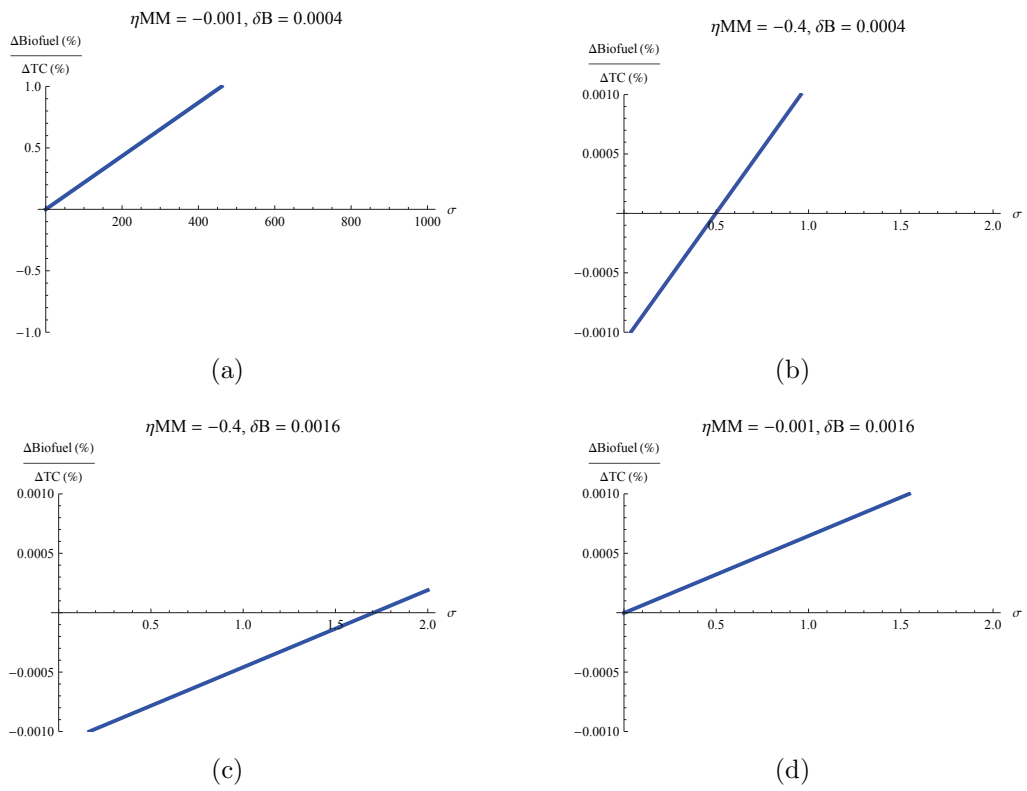 ηMM = −0.001, δB = 0.0004
ΔBiofuel (%)
ΔTC (%)
1.0
0.5
−0.5
−1.0
200 400 600 800 1000 σ
(a)
ηMM = −0.4, δB = 0.0004
ΔBiofuel (%)
ΔTC (%)
0.0010
0.0005
−0.0005
−0.0010
0.5 1.0 1.5 2.0 σ
(b)
ηMM = −0.4, δB = 0.0016
ΔBiofuel (%)
ΔTC (%)
0.0010
0.0005
−0.0005
−0.0010
0.5 1.0 1.5 2.0 σ
(c)
ηMM = −0.001, δB = 0.0016
ΔBiofuel (%)
ΔTC (%)
0.0010
0.0005
−0.0005
−0.0010
0.5 1.0 1.5 2.0 σ
(d)